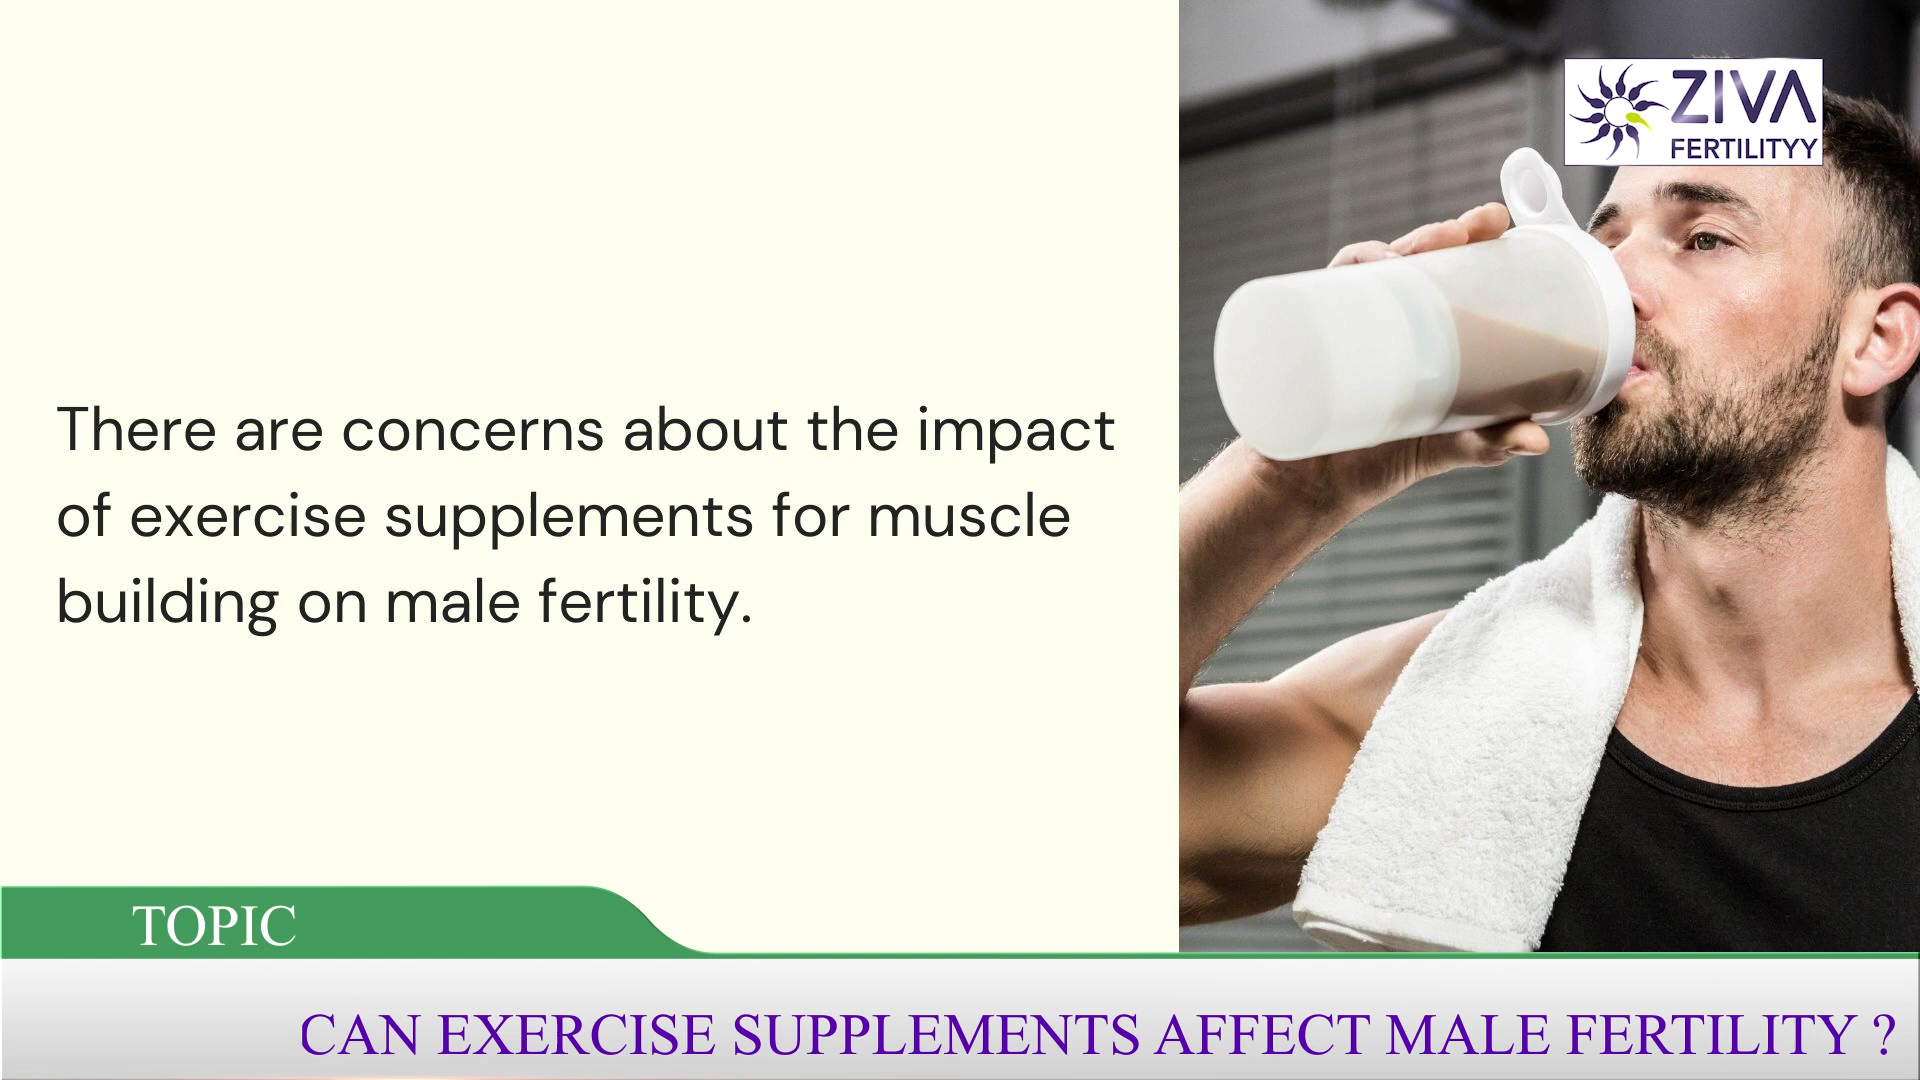 ZIVA
FERTILITYY
There are concerns about the impact
of exercise supplements for muscle
building on male fertility.
TOPIC
CAN EXERCISE SUPPLEMENTS AFFECT MALE FERTILITY ?